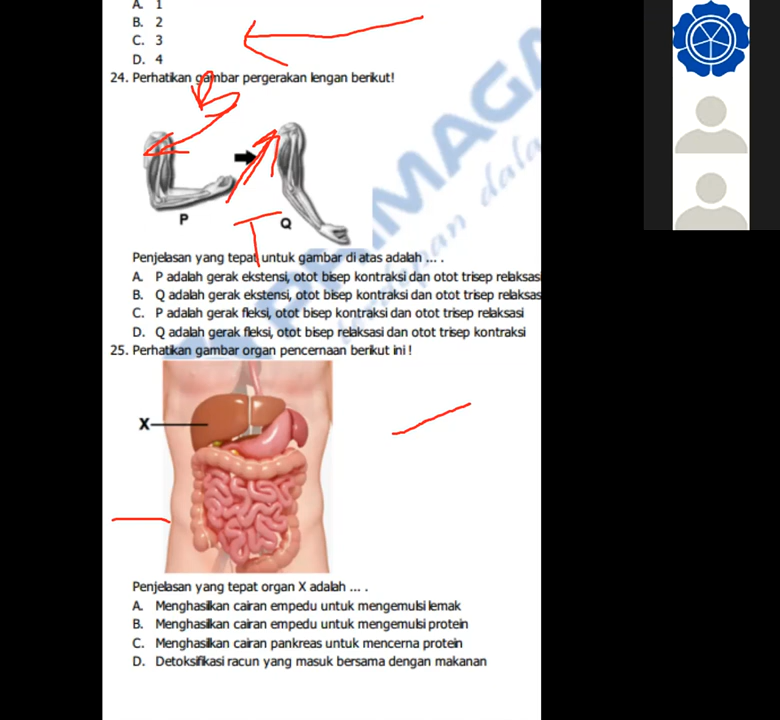 A. 1
B. 2
C. 3
D. 4
24. Perhatikan gambar pergerakan lengan berikut!
B
T
P
Q
Penjelasan yang tepat untuk gambar di atas adalah ... .
A. P adalah gerak ekstensi, otot bisep kontraksi dan otot trisep relaksasi
B. Q adalah gerak ekstensi, otot bisep kontraksi dan otot trisep relaksas
C. P adalah gerak fleksi, otot bisep kontraksi dan otot trisep relaksasi
D. Q adalah gerak fleksi, otot bisep relaksasi dan otot trisep kontraksi
25. Perhatikan gambar organ pencernaan berikut ini !
X
Penjelasan yang tepat organ X adalah ... .
A. Menghasilkan cairan empedu untuk mengemulsi lemak
B. Menghasilkan cairan empedu untuk mengemulsi protein
C. Menghasilkan cairan pankreas untuk mencerna protein
D. Detoksifikasi racun yang masuk bersama dengan makanan
PRIMAGA
terdepan dala